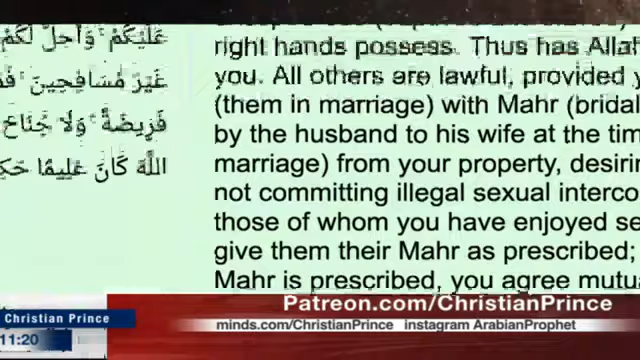 عَلَيْكُمْ ۚ وَأُحِلَّ لَكُمْ
غَيْرَ مُسَافِحِينَ ۚ
فَرِيضَةً ۚ وَلَا جُنَاحَ
اللَّهَ كَانَ عَلِيمًا
right hands possess. Thus has Allah
you. All others are lawful, provided
(them in marriage) with Mahr (bridal
by the husband to his wife at the tim
marriage) from your property, desirin
not committing illegal sexual interco
those of whom you have enjoyed se
give them their Mahr as prescribed;
Mahr is prescribed, you agree mutua
Patreon.com/ChristianPrince
Christian Prince
minds.com/ChristianPrince instagram ArabianProphet
11:20